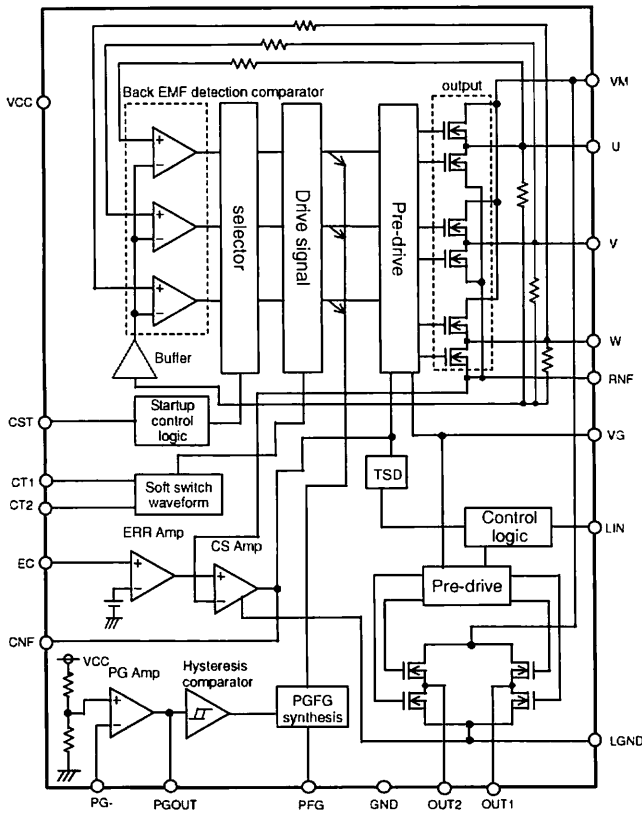 VCC
Back EMF detection comparator
output
VM
U
V
W
RNF
VG
+
−
+
−
+
−
selector
Drive signal
Pre-drive
Buffer
CST
Startup
control
logic
CT1
CT2
Soft switch
waveform
TSD
Control
logic
LIN
ERR Amp
CS Amp
EC
+
−
+
−
Pre-drive
CNF
VCC
PG Amp
Hysteresis
comparator
+
−
PGFG
synthesis
LGND
PG-
PGOUT
PFG
GND
OUT2
OUT1